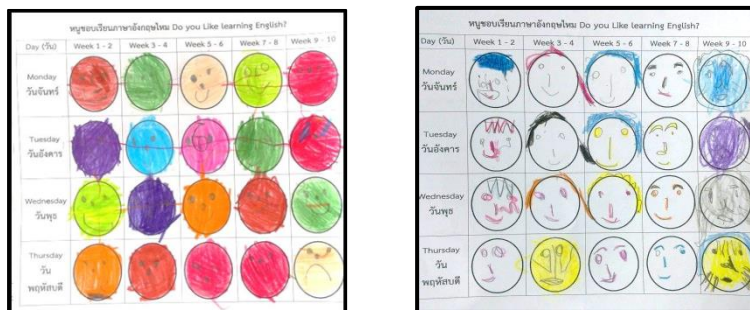 หนูชอบเรียนภาษาอังกฤษไหม Do you Like learning English?
Day (วัน) Week 1 - 2 Week 3 - 4 Week 5 - 6 Week 7 - 8 Week 9 - 10
Monday
วันจันทร์
Tuesday
วันอังคาร
Wednesday
วันพุธ
Thursday
วัน
พฤหัสบดี
หนูชอบเรียนภาษาอังกฤษไหม Do you Like learning English?
Day (วัน) Week 1 - 2 Week 3 - 4 Week 5 - 6 Week 7 - 8 Week 9 - 10
Monday
วันจันทร์
Tuesday
วันอังคาร
Wednesday
วันพุธ
Thursday
วัน
พฤหัสบดี